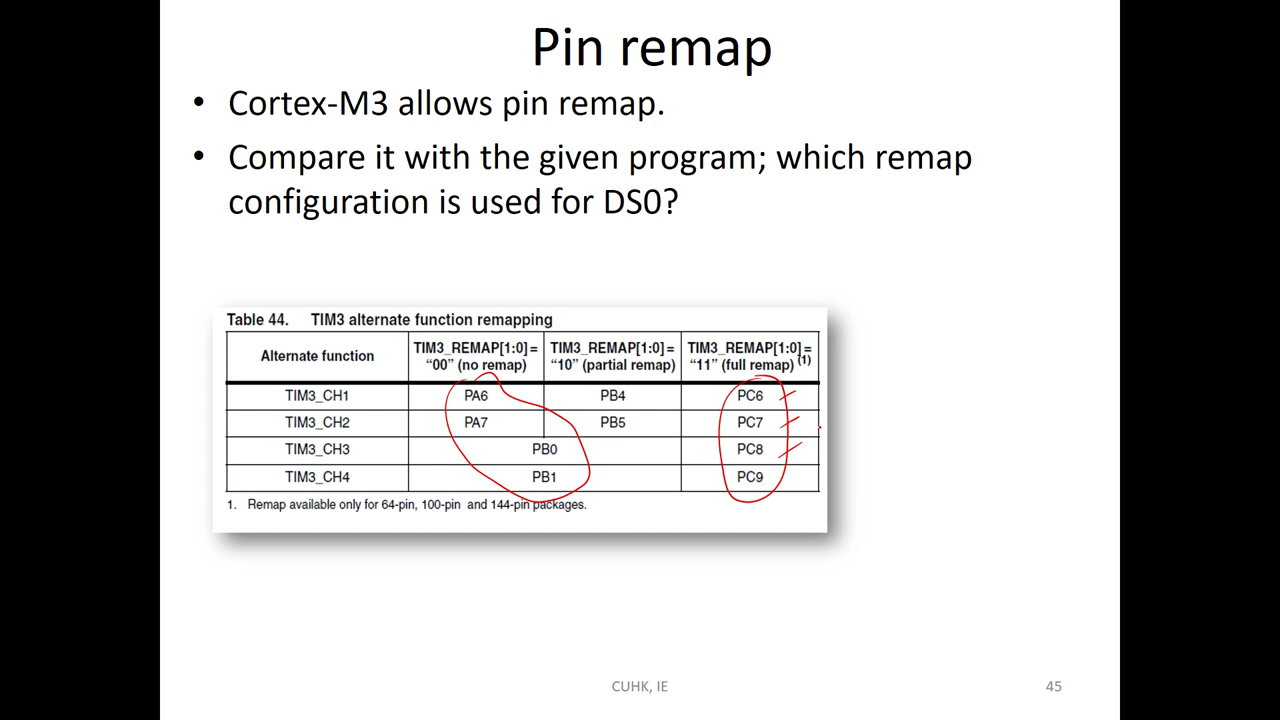 Pin remap
• Cortex-M3 allows pin remap.
• Compare it with the given program; which remap
configuration is used for DS0?
Table 44. TIM3 alternate function remapping
Alternate function
TIM3_REMAP[1:0] =
“00” (no remap)
TIM3_REMAP[1:0] =
“10” (partial remap)
TIM3_REMAP[1:0] =
“11” (full remap) (1)
TIM3_CH1 PA6 PB4 PC6
TIM3_CH2 PA7 PB5 PC7
TIM3_CH3 PB0 PC8
TIM3_CH4 PB1 PC9
1. Remap available only for 64-pin, 100-pin and 144-pin packages.
CUHK, IE
45